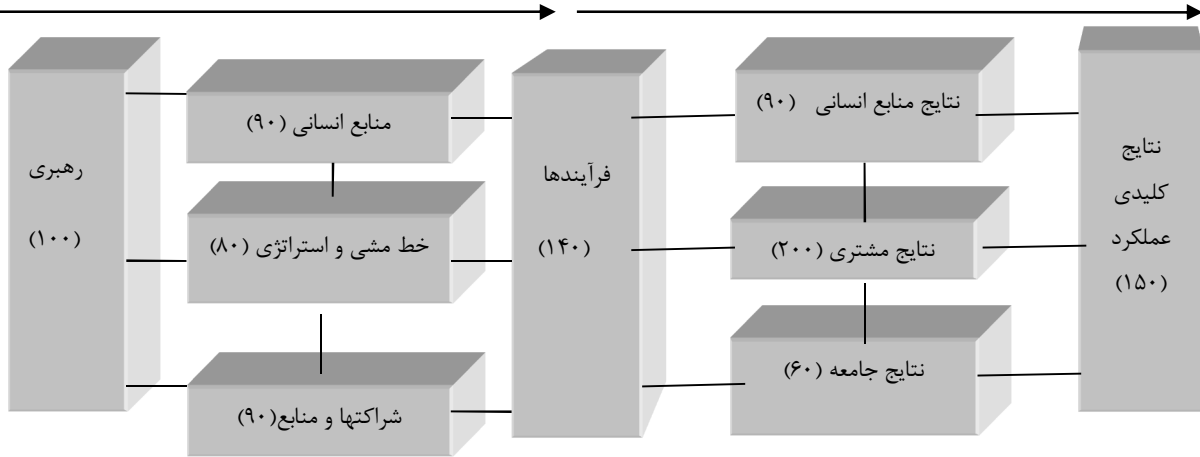 رهبری
(۱۰۰)
منابع انسانی (۹۰)
خط مشی و استراتژی (۸۰)
شراکتها و منابع(۹۰)
فرآیندها
(۱۴۰)
نتایج منابع انسانی (۹۰)
نتایج مشتری (۲۰۰)
نتایج جامعه (۶۰)
نتایج
کلیدی
عملکرد
(۱۵۰)